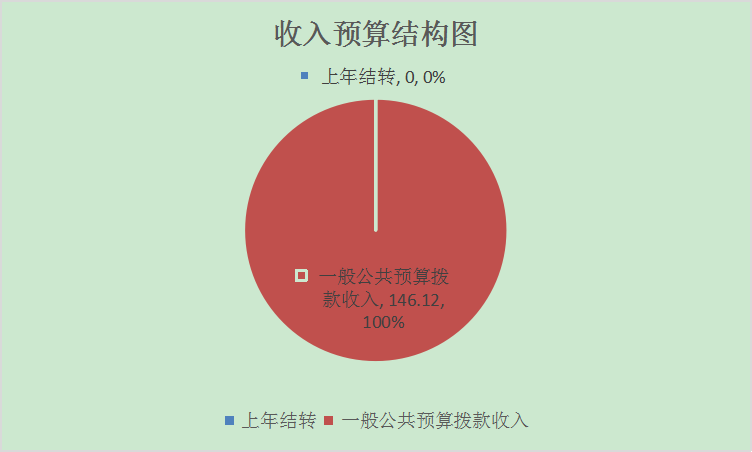 收入预算结构图
上年结转, 0, 0%
一般公共预算拨
款收入, 146.12,
100%
上年结转 一般公共预算拨款收入